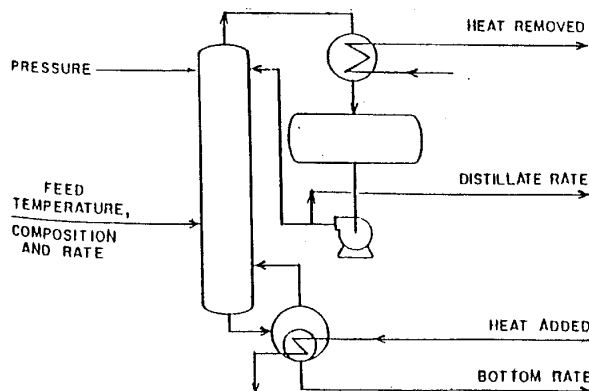 HEAT REMOVED
PRESSURE
FEED
TEMPERATURE,
COMPOSITION
AND RATE
DISTILLATE RATE
HEAT ADDED
BOTTOM RATE